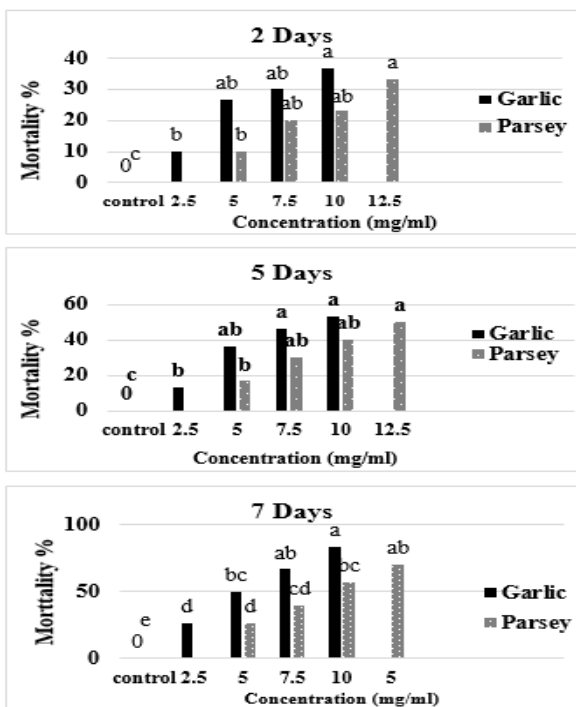 2 Days
Mortality %
40
30
20
10
0
0 c
b
ab
b
ab
ab
a
ab
a
Garlic
Parsey
control 2.5 5 7.5 10 12.5
Concentration (mg/ml)
5 Days
Mortality %
60
40
20
0
c
0
b
ab
b
a
ab
a
ab
a
Garlic
Parsey
control 2.5 5 7.5 10 12.5
Concentration (mg/ml)
7 Days
Morttality %
100
50
0
e
0
d
bc
d
ab
cd
a
bc
ab
Garlic
Parsey
control 2.5 5 7.5 10 5
Concentration (mg/ml)